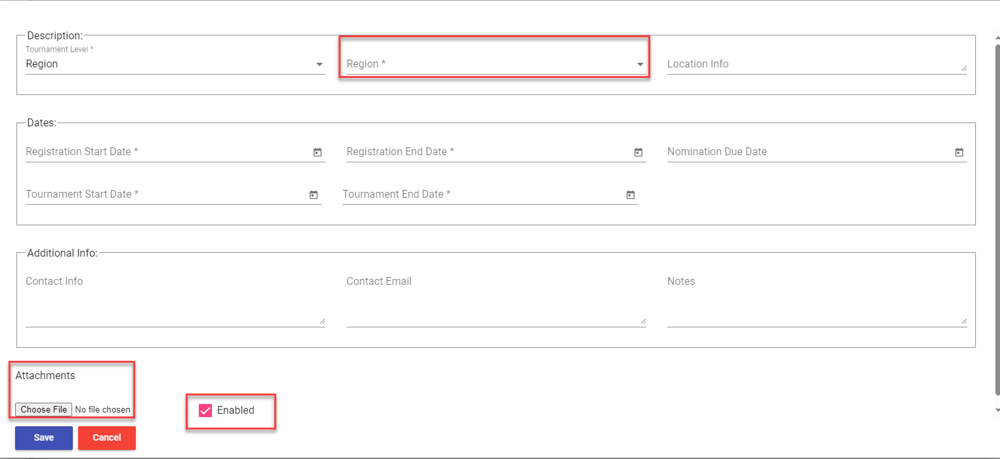 Description:
Tournament Level *
Region
Region *
Location Info
Dates:
Registration Start Date *
Registration End Date *
Nomination Due Date
Tournament Start Date *
Tournament End Date *
Additional Info:
Contact Info
Contact Email
Notes
Attachments
Choose File No file chosen
Enabled
Save
Cancel